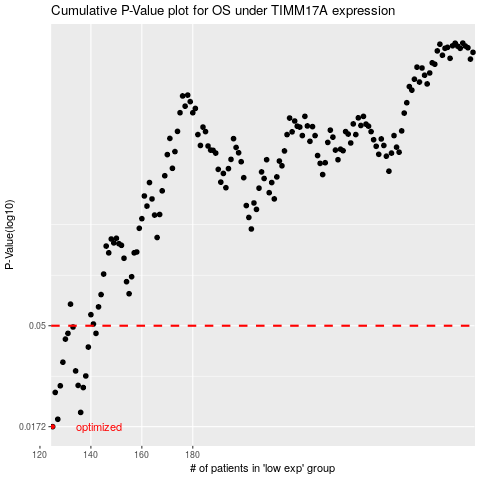 Cumulative P-Value plot for OS under TIMM17A expression
P-Value(log10)
0.05
0.0172
optimized
120 140 160 180
# of patients in 'low exp' group